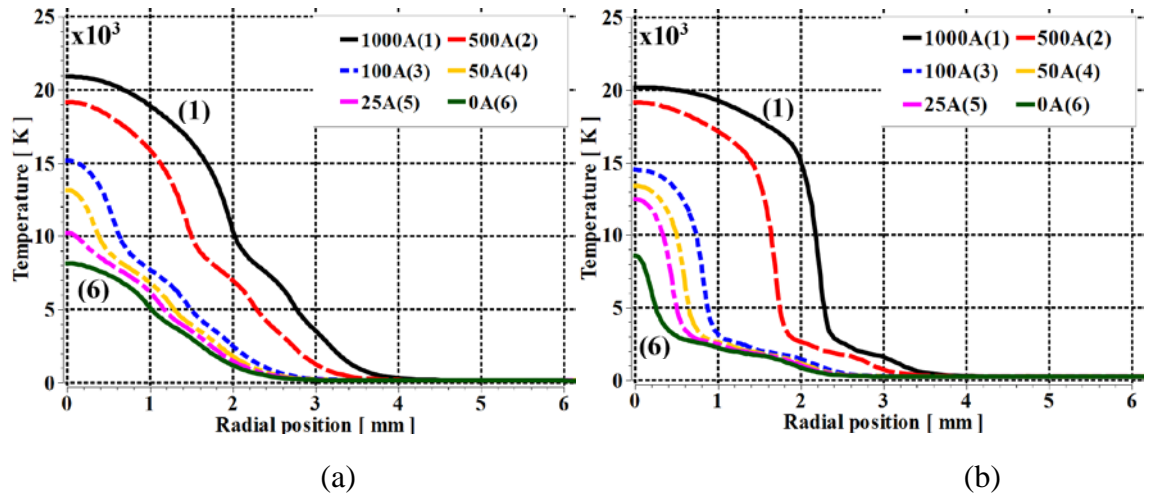 25
x10³
1000A(1) 500A(2)
100A(3) 50A(4)
25A(5) 0A(6)
20
15
10
5
0
(1)
(6)
Temperature [ K]
0 1 2 3 4 5 6
Radial position [ mm]
(a)
25
x10³
1000A(1) 500A(2)
100A(3) 50A(4)
25A(5) 0A(6)
20
15
10
5
0
(1)
(6)
Temperature [ K]
0 1 2 3 4 5 6
Radial position [ mm]
(b)